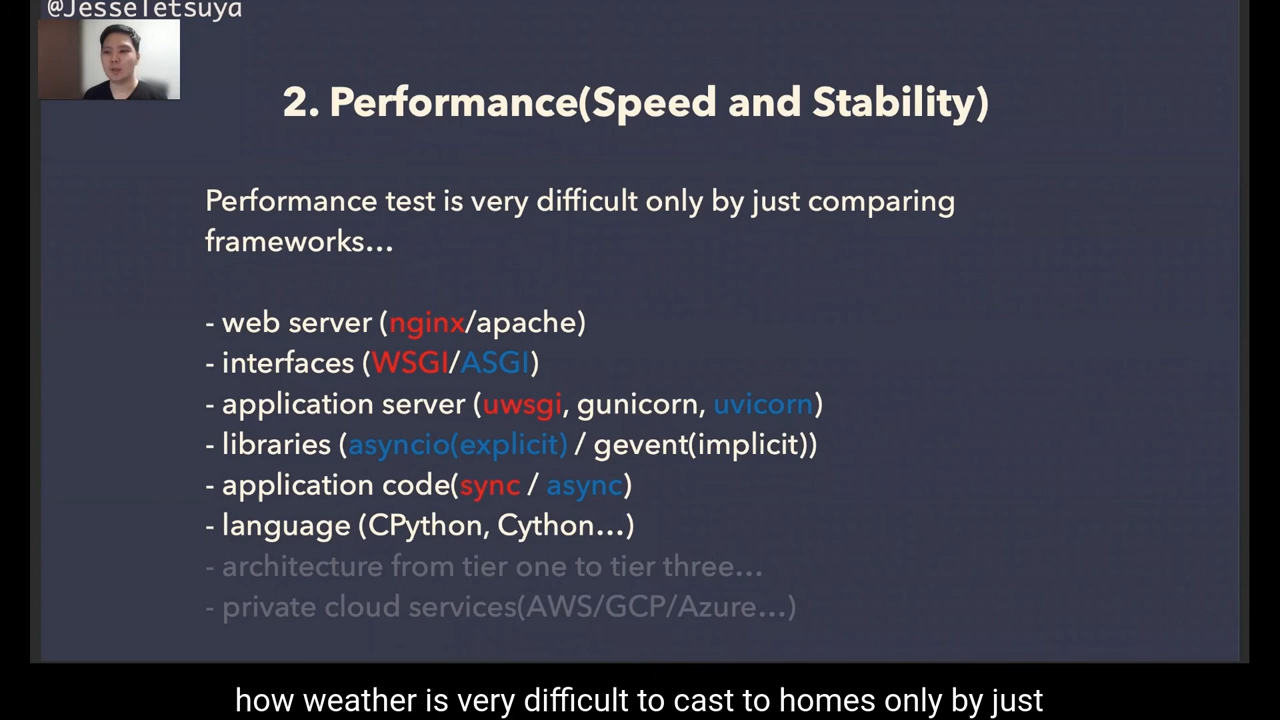 @JesseTetsuya
2. Performance(Speed and Stability)
Performance test is very difficult only by just comparing
frameworks...
- web server (nginx/apache)
- interfaces (WSGI/ASGI)
- application server (uwsgi, gunicorn, uvicorn)
- libraries (asyncio(explicit) / gevent(implicit))
- application code(sync / async)
- language (CPython, Cython...)
- architecture from tier one to tier three...
- private cloud services(AWS/GCP/Azure...)
how weather is very difficult to cast to homes only by just